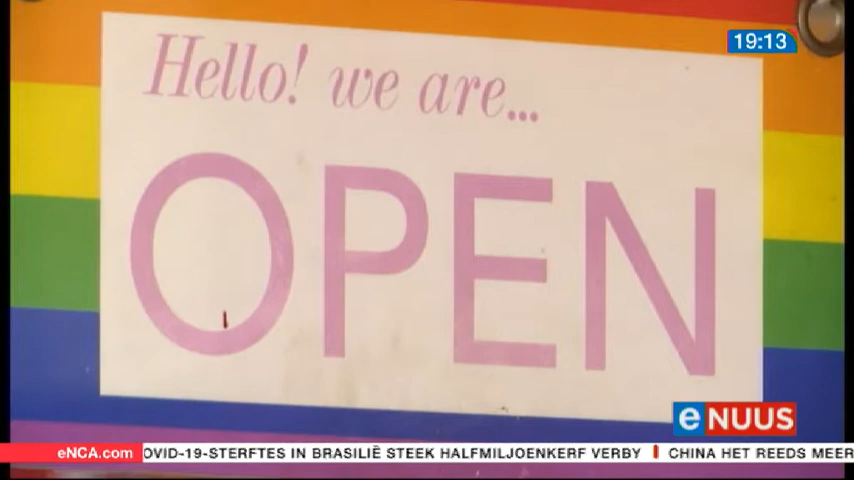 19:13
Hello! we are...
OPEN
e NUUS
eNCA.com OVID-19-STERFTES IN BRASILIË STEEK HALFMILJOENKERF VERBY CHINA HET REEDS MEER